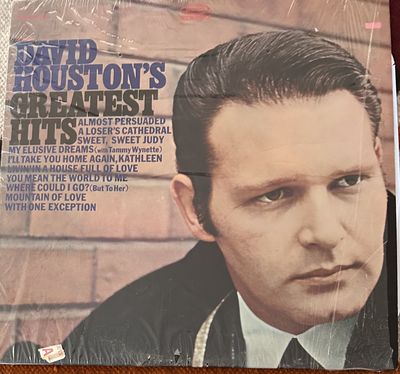 DAVID
HOUSTON'S
GREATEST
HITS
ALMOST PERSUADED
A LOSER'S CATHEDRAL
SWEET, SWEET JUDY
MY ELUSIVE DREAMS (with Tammy Wynette)
I'LL TAKE YOU HOME AGAIN, KATHLEEN
LIVIN' IN A HOUSE FULL OF LOVE
YOU MEAN THE WORLD TO ME
WHERE COULD I GO? (But To Her)
MOUNTAIN OF LOVE
WITH ONE EXCEPTION